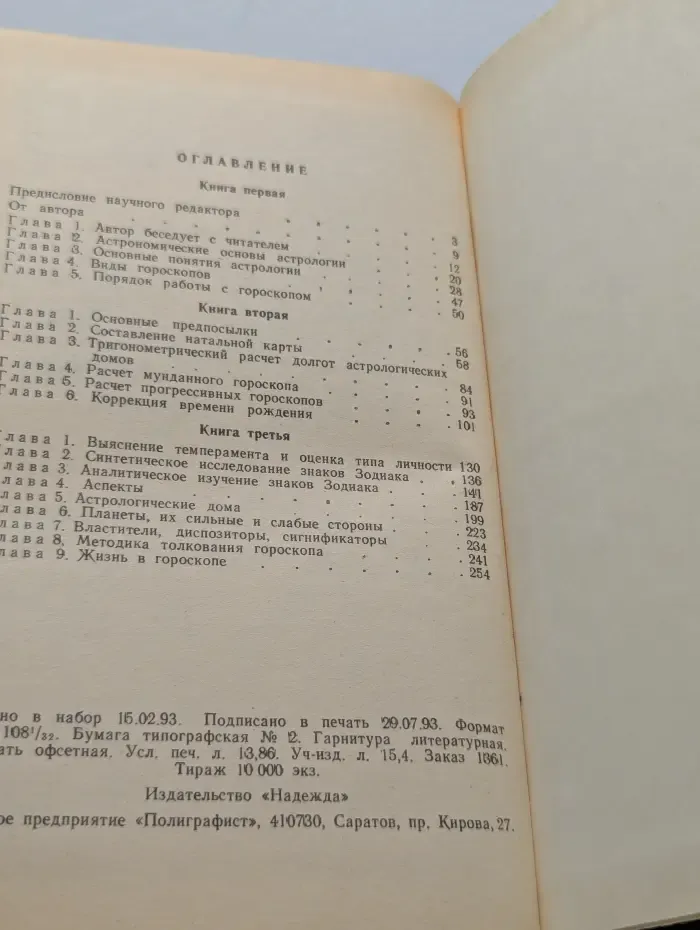 ОГЛАВЛЕНИЕ
Книга первая
Предисловие научного редактора . . . . . 3
От автора . . . . . . . . 9
Глава 1. Автор беседует с читателем . . . 12
Глава 2. Астрономические основы астрологии . . 20
Глава 3. Основные понятия астрологии . . . 28
Глава 4. Виды гороскопов . . . . . 47
Глава 5. Порядок работы с гороскопом . . . 50
Книга вторая
Глава 1. Основные предпосылки . . . . . 56
Глава 2. Составление натальной карты . . . . 68
Глава 3. Тригонометрический расчет долгот астрологических
домов . . . . . . . . 84
Глава 4. Расчет мунданного гороскопа . . . . 91
Глава 5. Расчет прогрессивных гороскопов . . . 93
Глава 6. Коррекция времени рождения . . . . 101
Книга третья
лава 1. Выяснение темперамента и оценка типа личности 130
лава 2. Синтетическое исследование знаков Зодиака . . 136
лава 3. Аналитическое изучение знаков Зодиака . . 141
лава 4. Аспекты . . . . . . . 187
лава 5. Астрологические дома . . . . . 199
лава 6. Планеты, их сильные и слабые стороны . . . 223
лава 7. Властители, диспозиторы, сигнификаторы . . 234
лава 8. Методика толкования гороскопа . . . . 241
лава 9. Жизнь в гороскопе . . . . . . 254
но в набор 15.02.93. Подписано в печать 29.07.93. Формат
108¹/₃₂. Бумага типографская № 2. Гарнитура литературная.
ать офсетная. Усл. печ. л. 13,86. Уч-изд. л. 15,4. Заказ 1361.
Тираж 10 000 экз.
Издательство «Надежда»
ое предприятие «Полиграфист», 410730, Саратов, пр. Кирова, 27.